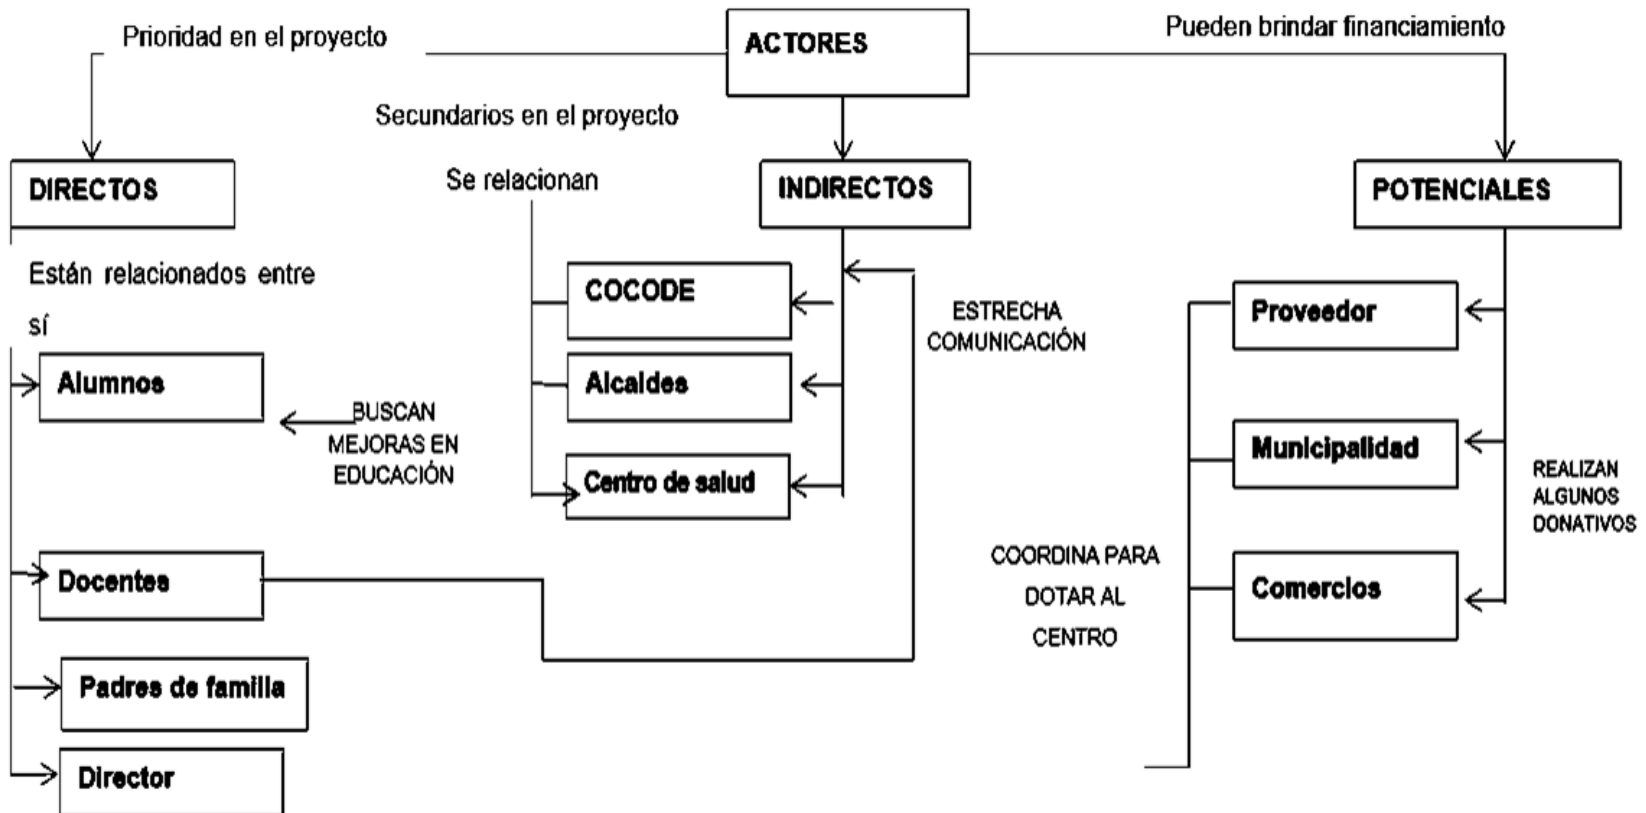 Prioridad en el proyecto
ACTORES
Pueden brindar financiamiento
Secundarios en el proyecto
DIRECTOS
Se relacionan
INDIRECTOS
POTENCIALES
Están relacionados entre
sí
COCODE
ESTRECHA
COMUNICACIÓN
Proveedor
Alumnos
Alcaldes
BUSCAN
MEJORAS EN
EDUCACIÓN
Centro de salud
Municipalidad
REALIZAN
ALGUNOS
DONATIVOS
Docentes
COORDINA PARA
DOTAR AL
CENTRO
Comercios
Padres de familia
Director